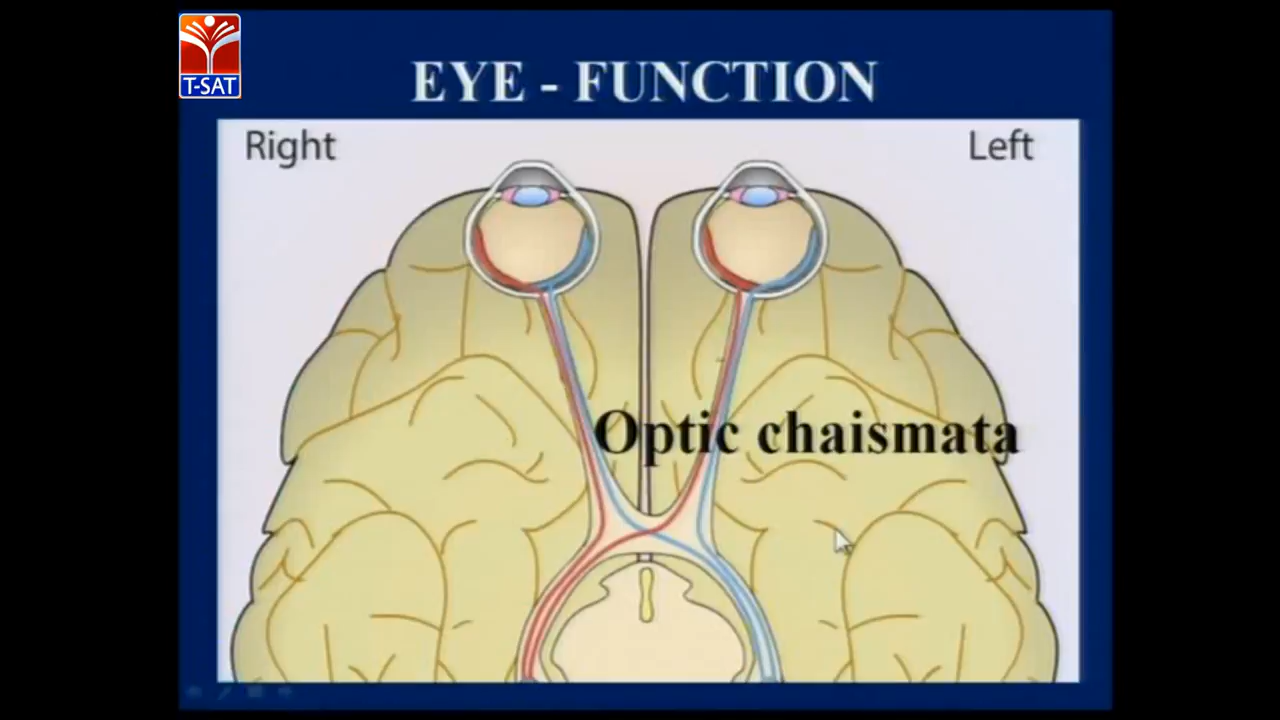 T-SAT
EYE - FUNCTION
Right
Left
Optic chaismata